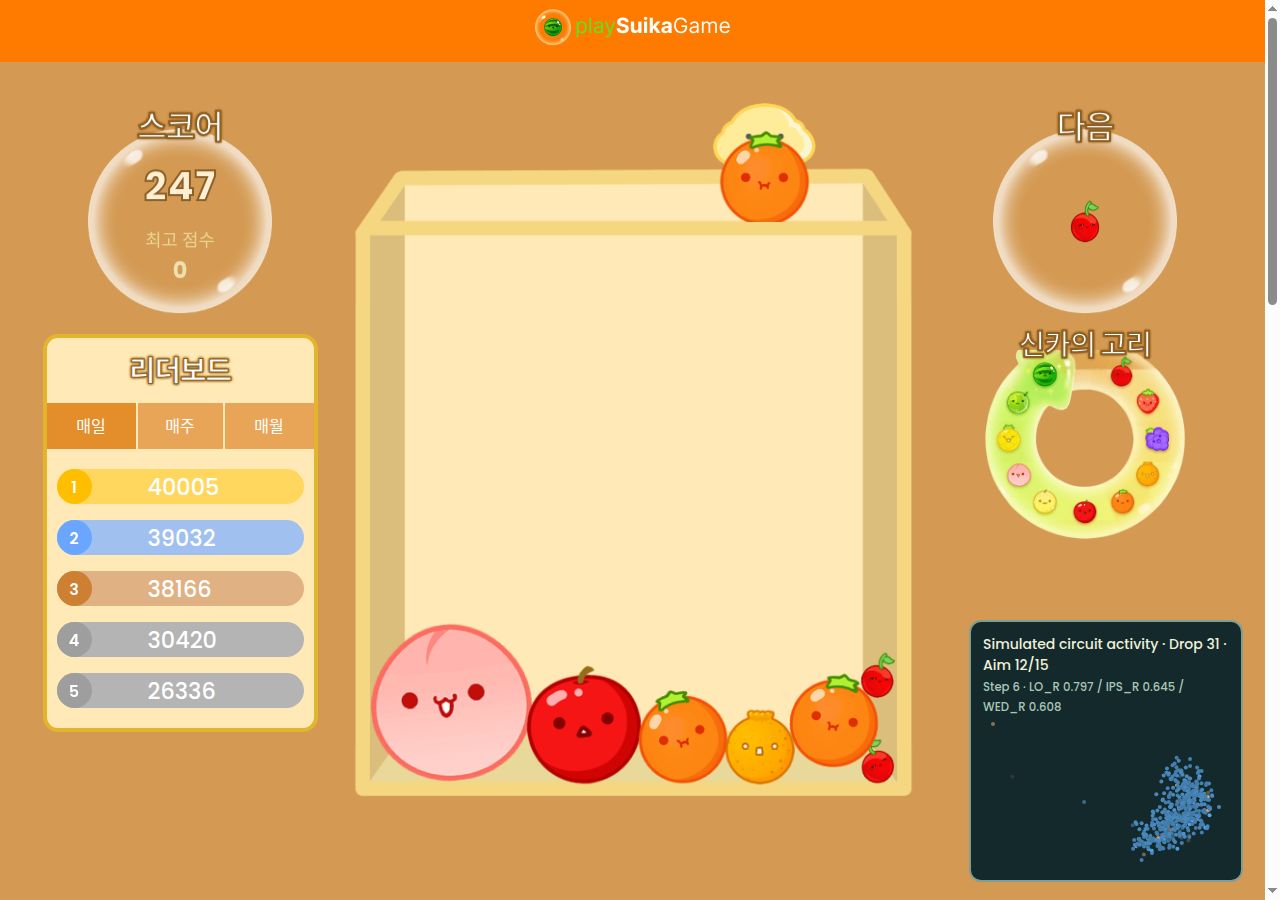 playSuikaGame
스코어
247
최고 점수
0
리더보드
매일 매주 매월
1 40005
2 39032
3 38166
4 30420
5 26336
다음
신카의 고리
Simulated circuit activity · Drop 31 ·
Aim 12/15
Step 6 · LO_R 0.797 / IPS_R 0.645 /
WED_R 0.608